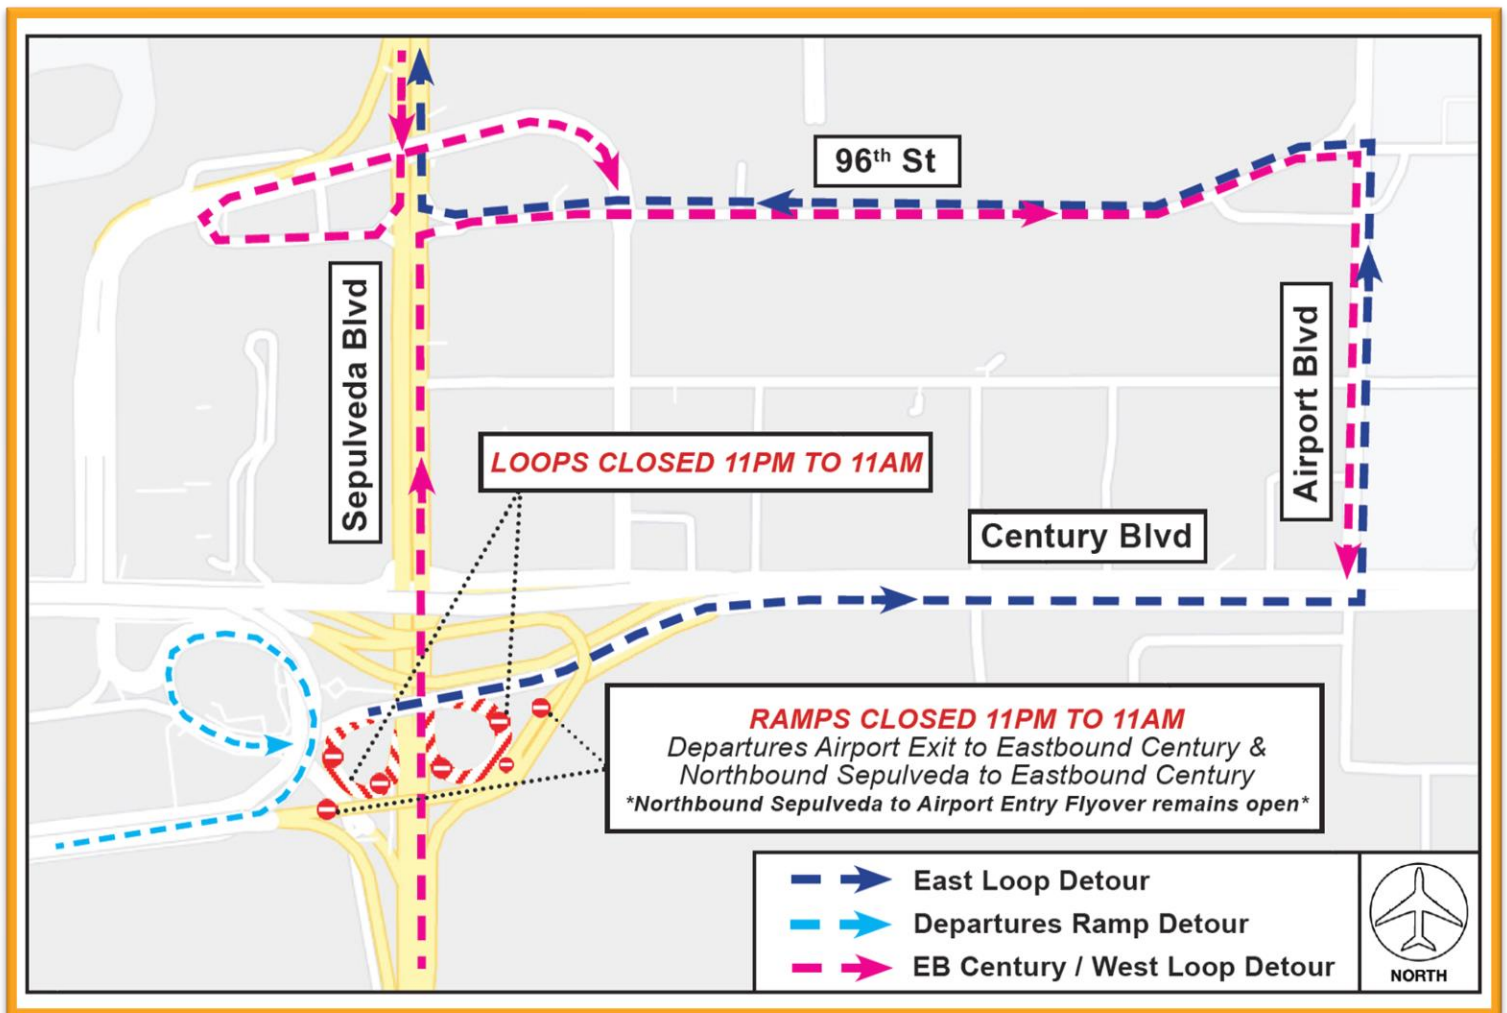 96th St
Sepulveda Blvd
Airport Blvd
LOOPS CLOSED 11PM TO 11AM
Century Blvd
RAMPS CLOSED 11PM TO 11AM
Departures Airport Exit to Eastbound Century &
Northbound Sepulveda to Eastbound Century
*Northbound Sepulveda to Airport Entry Flyover remains open*
East Loop Detour
Departures Ramp Detour
EB Century / West Loop Detour
NORTH